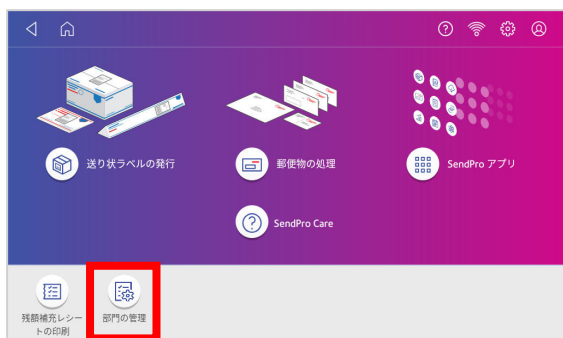 送り状ラベルの発行
郵便物の処理
SendPro アプリ
SendPro Care
残額補充レシー
トの印刷
部門の管理